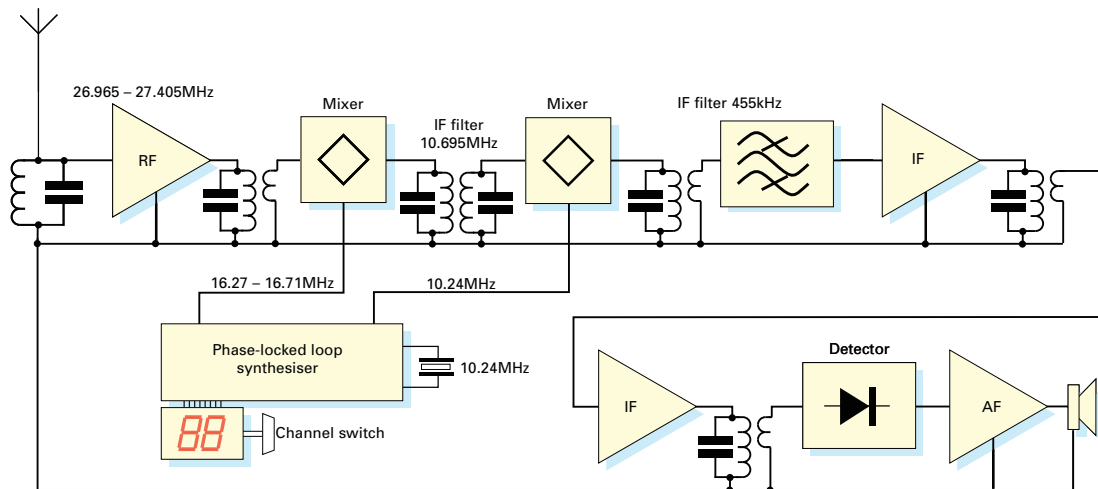 26.965 – 27.405MHz
Mixer
Mixer
IF filter 455kHz
IF filter
10.695MHz
RF
IF
16.27 – 16.71MHz
10.24MHz
Phase-locked loop
synthesiser
10.24MHz
Detector
IF
AF
88
Channel switch